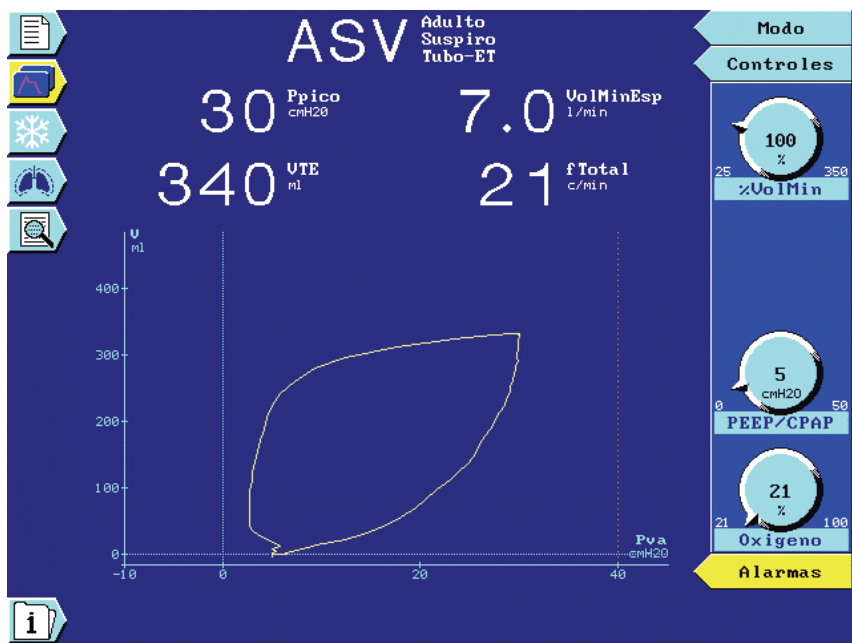 ASV
Adulto
Suspiro
Tubo-ET
30 Ppico
cmH2O
7.0 VolMinEsp
l/min
340 VTE
ml
21 fTotal
c/min
V
ml
400
300
200
100
0
-10 0 20 40
Pva
cmH2O
Modo
Controles
100
%
25 350
%VolMin
5
cmH2O
0 50
PEEP/CPAP
21
%
21 100
Oxigeno
Alarmas
i